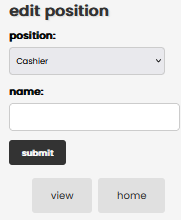 edit position
position:
Cashier
name:
submit
view home